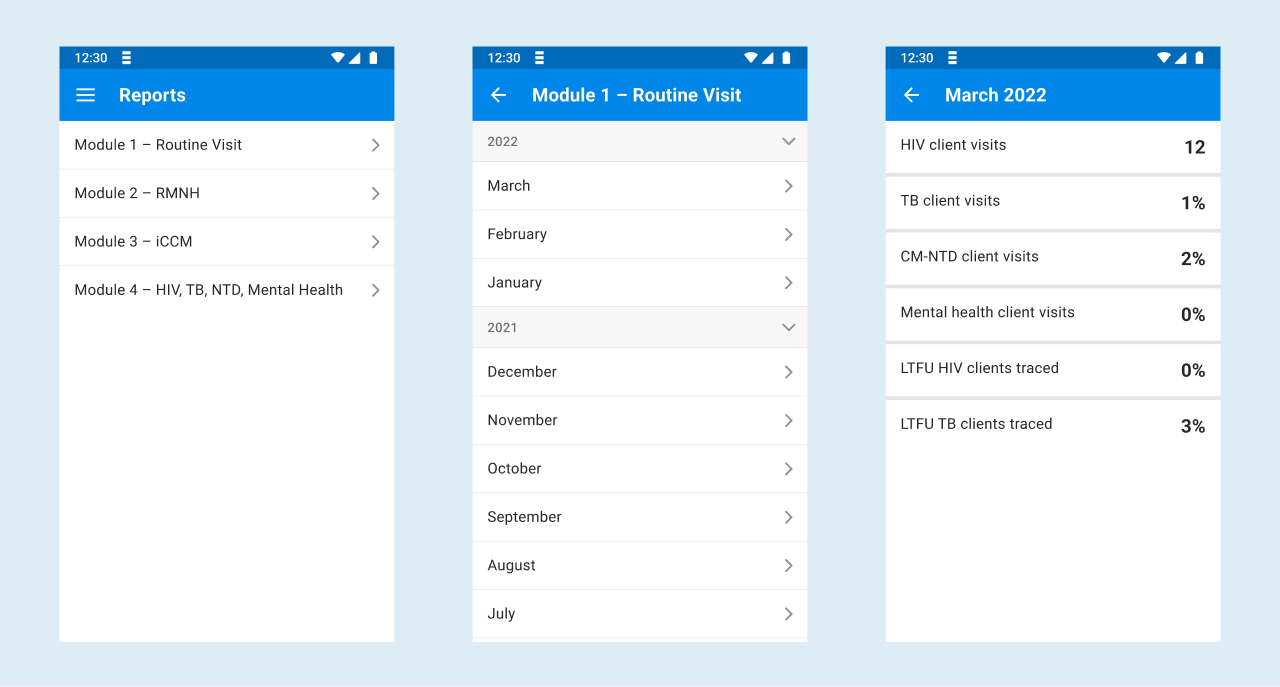 12:30
Reports
Module 1 – Routine Visit
Module 2 – RMNH
Module 3 – iCCM
Module 4 – HIV, TB, NTD, Mental Health
12:30
Module 1 – Routine Visit
2022
March
February
January
2021
December
November
October
September
August
July
12:30
March 2022
HIV client visits 12
TB client visits 1%
CM-NTD client visits 2%
Mental health client visits 0%
LTFU HIV clients traced 0%
LTFU TB clients traced 3%